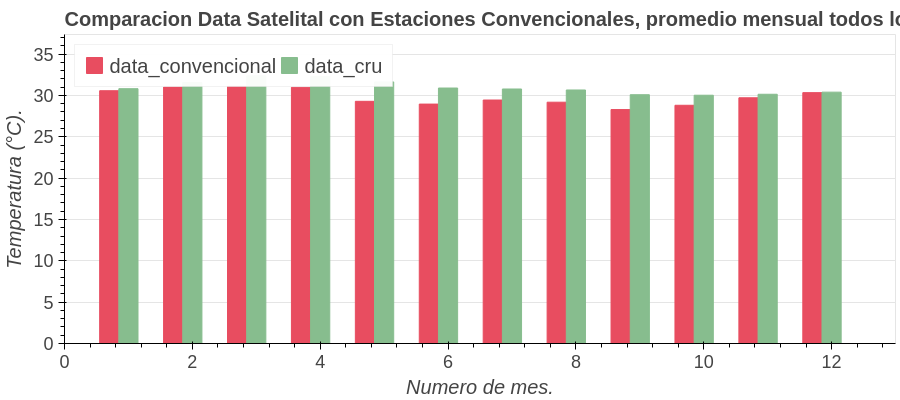 Comparacion Data Satelital con Estaciones Convencionales, promedio mensual todos
data_convencional data_cru
Temperatura (°C).
35
30
25
20
15
10
5
0
0 2 4 6 8 10 12
Numero de mes.